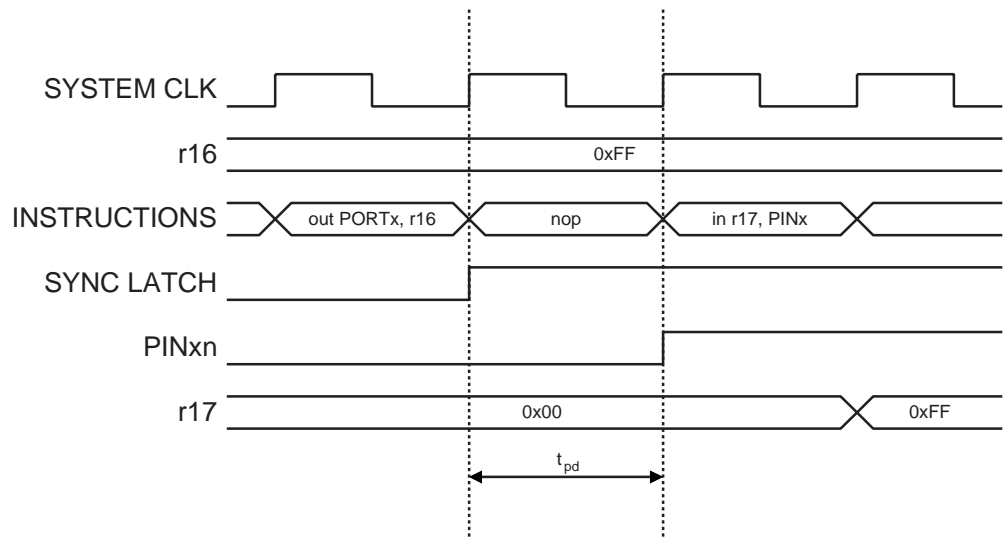 SYSTEM CLK
r16
0xFF
INSTRUCTIONS
out PORTx, r16
nop
in r17, PINx
SYNC LATCH
PINxn
r17
0x00
0xFF
tpd